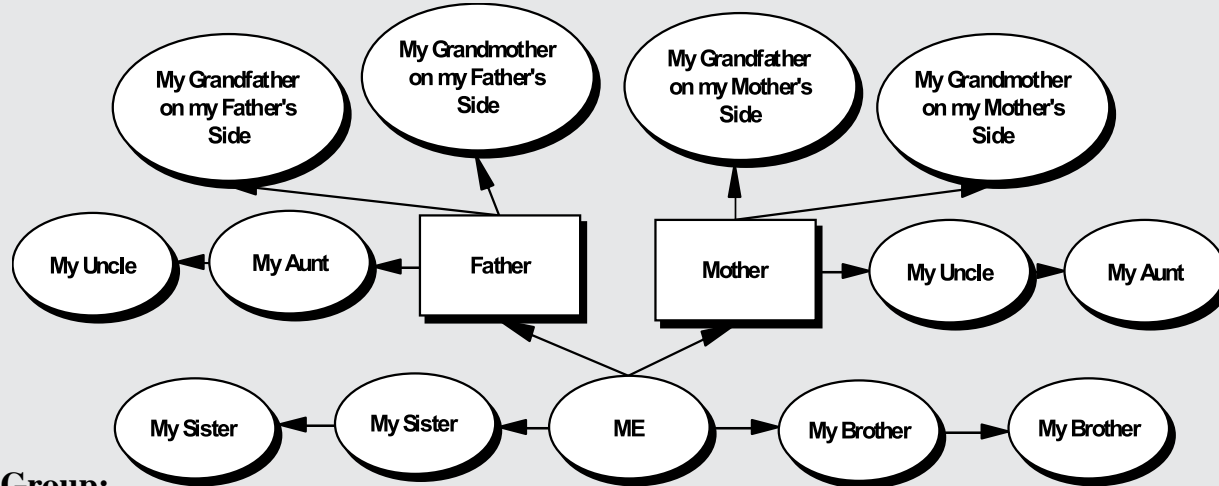 My Grandfather
on my Father's
Side
My Grandmother
on my Father's
Side
My Grandfather
on my Mother's
Side
My Grandmother
on my Mother's
Side
My Uncle
My Aunt
Father
Mother
My Uncle
My Aunt
My Sister
My Sister
ME
My Brother
My Brother
Group: